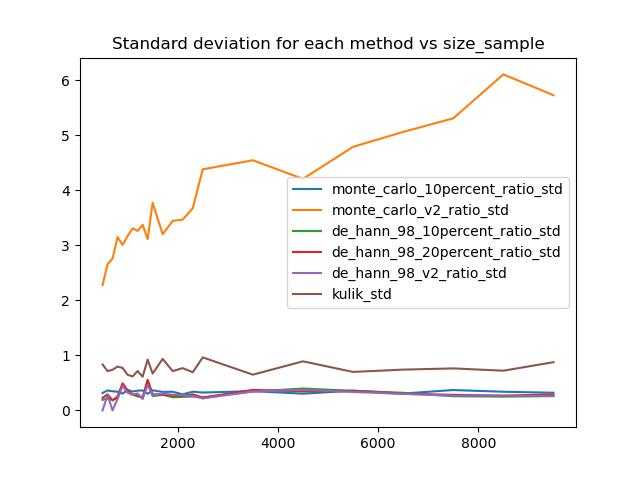 Standard deviation for each method vs size_sample
6
5
4
3
2
1
0
monte_carlo_10percent_ratio_std
monte_carlo_v2_ratio_std
de_hann_98_10percent_ratio_std
de_hann_98_20percent_ratio_std
de_hann_98_v2_ratio_std
kulik_std
2000 4000 6000 8000